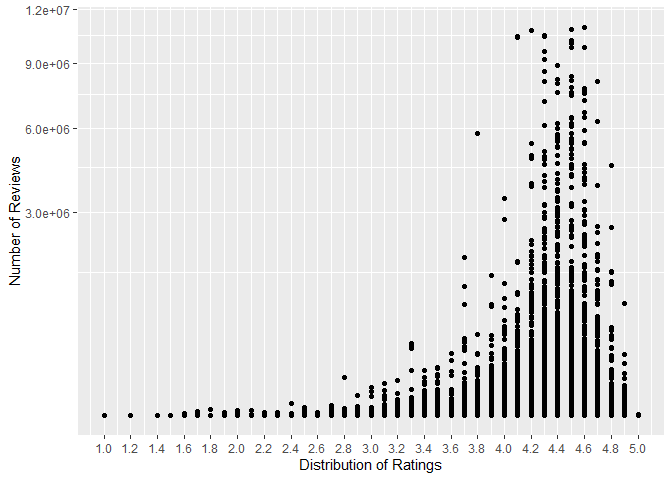 1.2e+07
9.0e+06
6.0e+06
3.0e+06
Number of Reviews
1.0 1.2 1.4 1.6 1.8 2.0 2.2 2.4 2.6 2.8 3.0 3.2 3.4 3.6 3.8 4.0 4.2 4.4 4.6 4.8 5.0
Distribution of Ratings